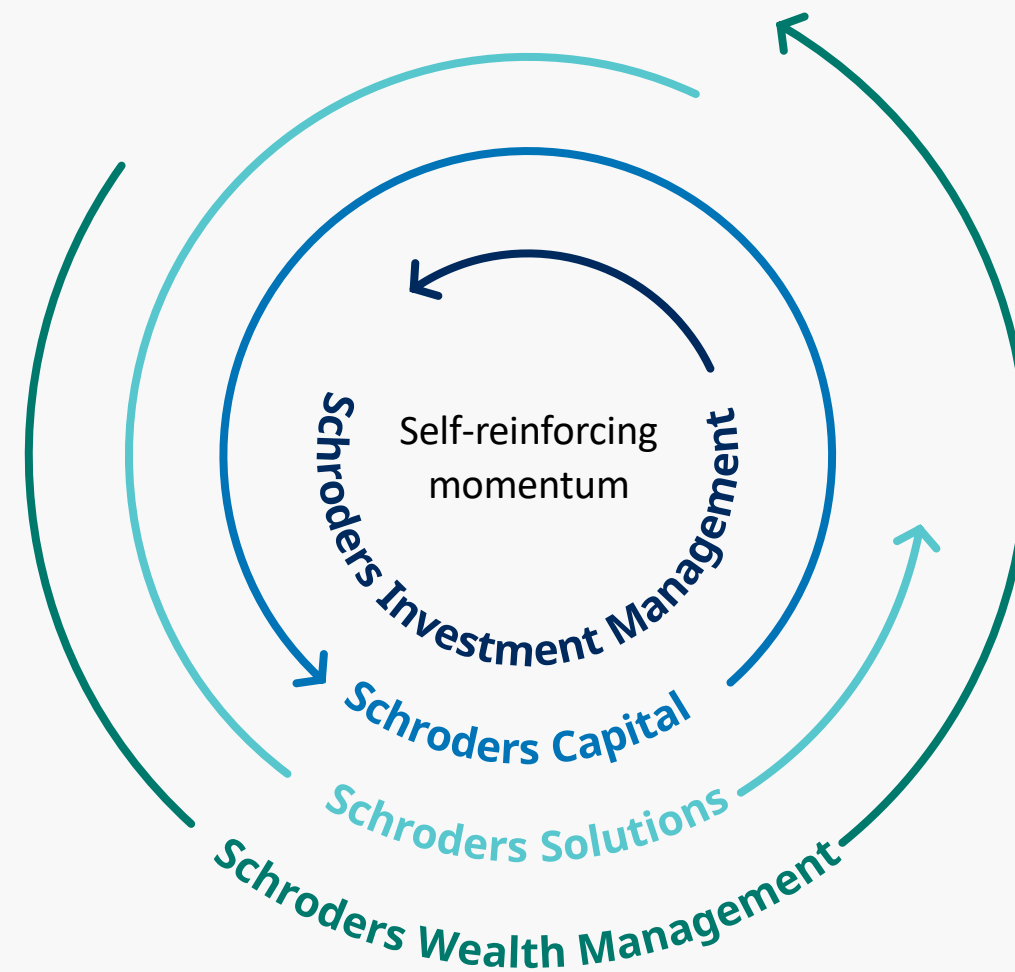 Self-reinforcing
momentum
Schroders Investment Management
Schroders Capital
Schroders Solutions
Schroders Wealth Management